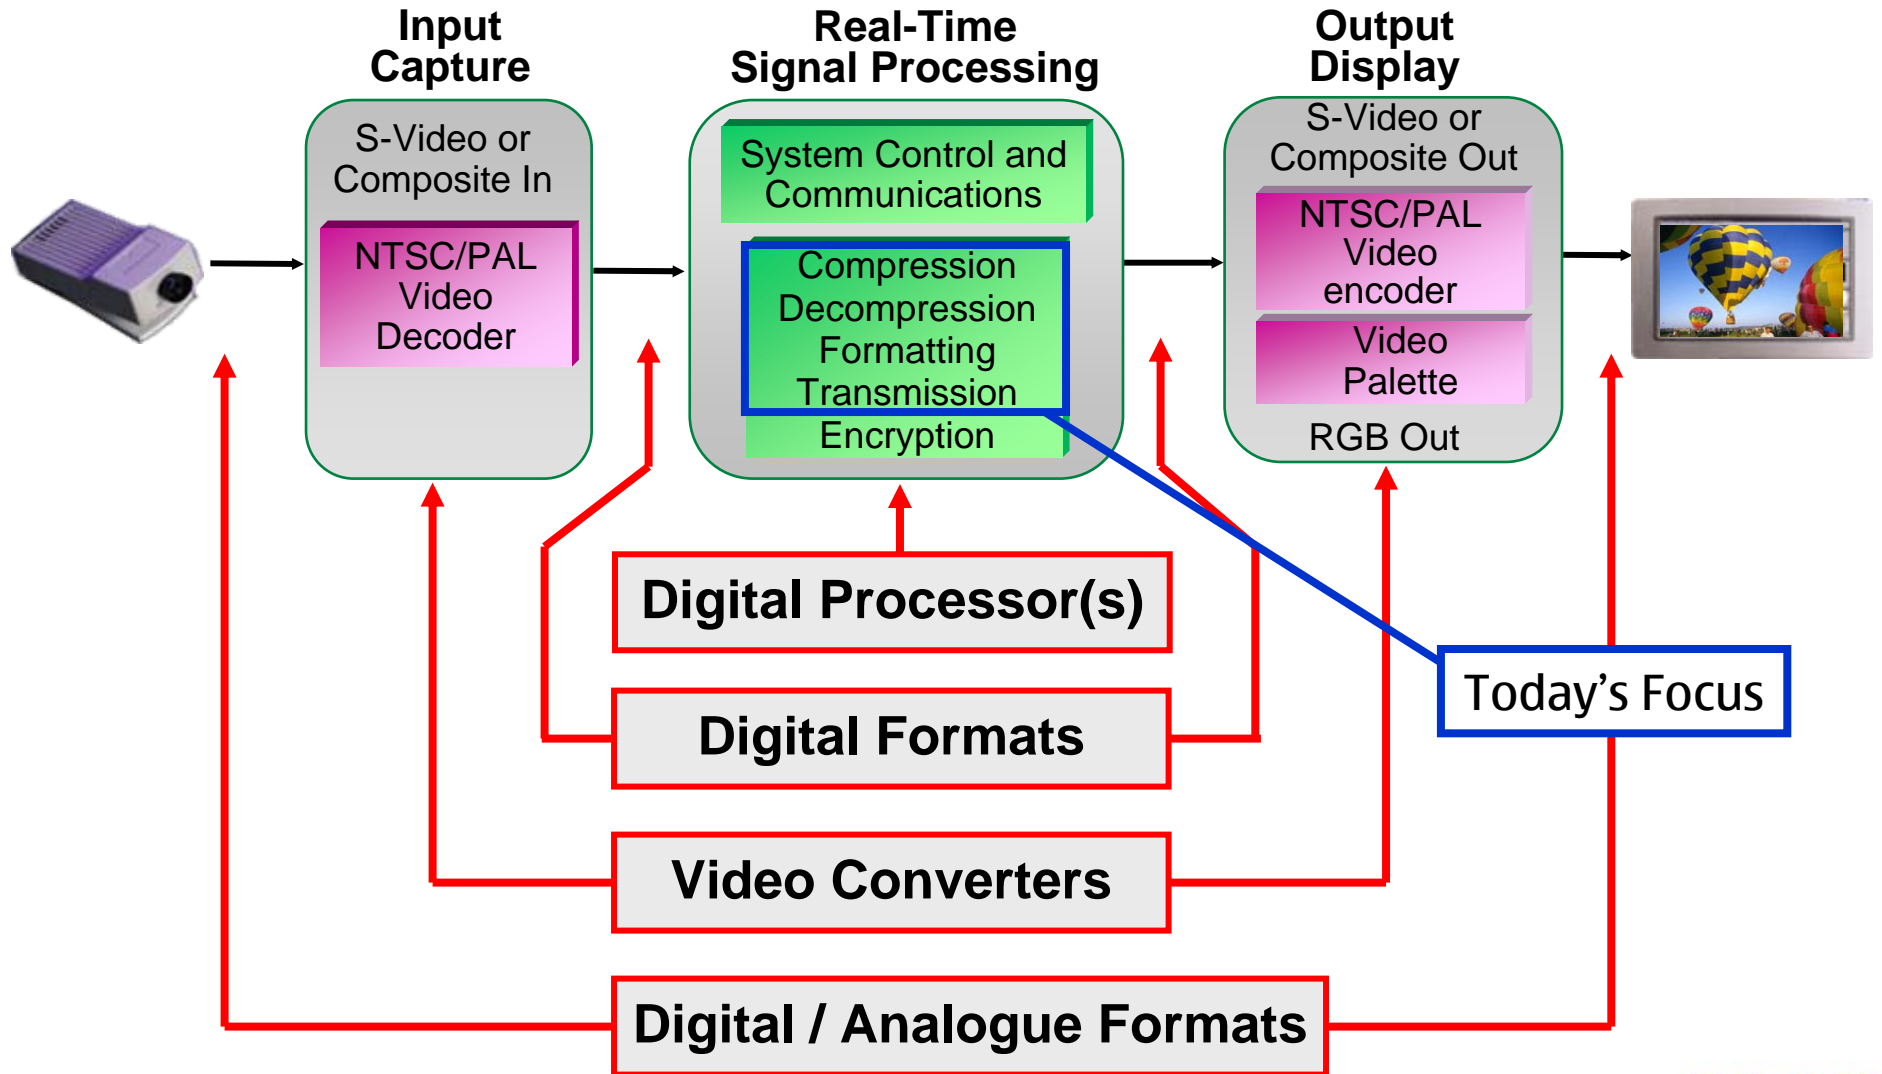 Input
Capture
S-Video or
Composite In
NTSC/PAL
Video
Decoder
Real-Time
Signal Processing
System Control and
Communications
Compression
Decompression
Formatting
Transmission
Encryption
Output
Display
S-Video or
Composite Out
NTSC/PAL
Video
encoder
Video
Palette
RGB Out
Digital Processor(s)
Today's Focus
Digital Formats
Video Converters
Digital / Analogue Formats